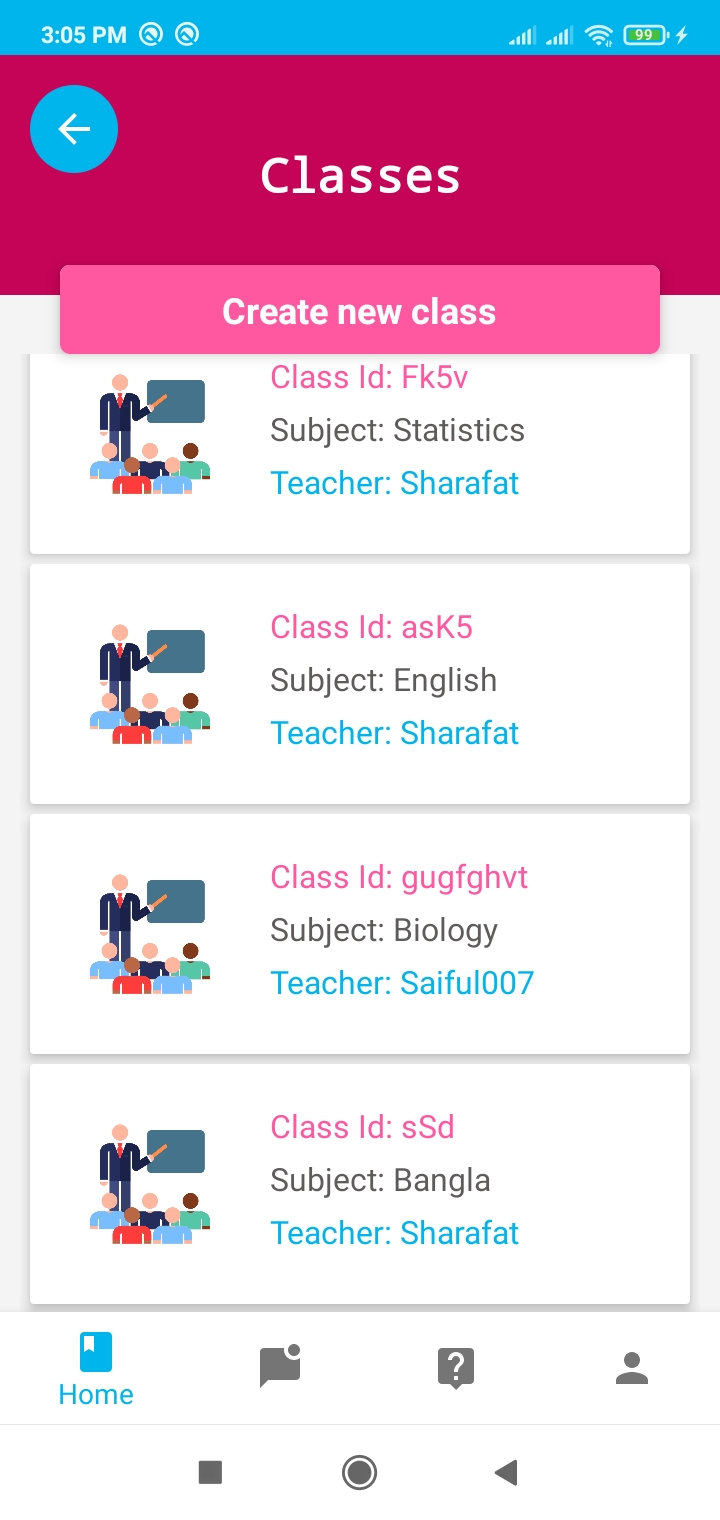 3:05 PM
99
Classes
Create new class
Class Id: Fk5v
Subject: Statistics
Teacher: Sharafat
Class Id: asK5
Subject: English
Teacher: Sharafat
Class Id: gugfghvt
Subject: Biology
Teacher: Saiful007
Class Id: sSd
Subject: Bangla
Teacher: Sharafat
Home